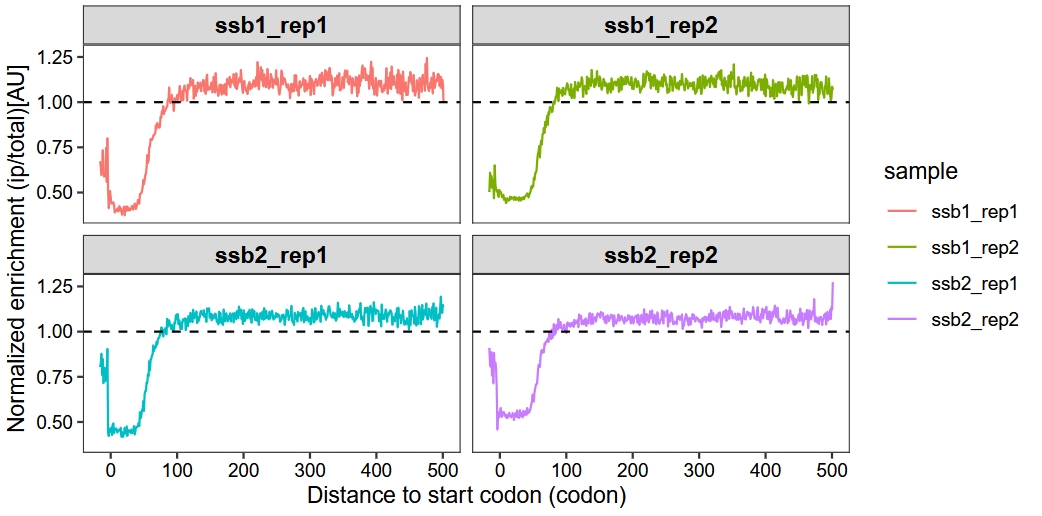 ssb1_rep1
ssb1_rep2
1.25
1.00
0.75
0.50
ssb2_rep1
ssb2_rep2
1.25
1.00
0.75
0.50
0 100 200 300 400 500
0 100 200 300 400 500
Distance to start codon (codon)
Normalized enrichment (ip/total)[AU]
sample
ssb1_rep1
ssb1_rep2
ssb2_rep1
ssb2_rep2